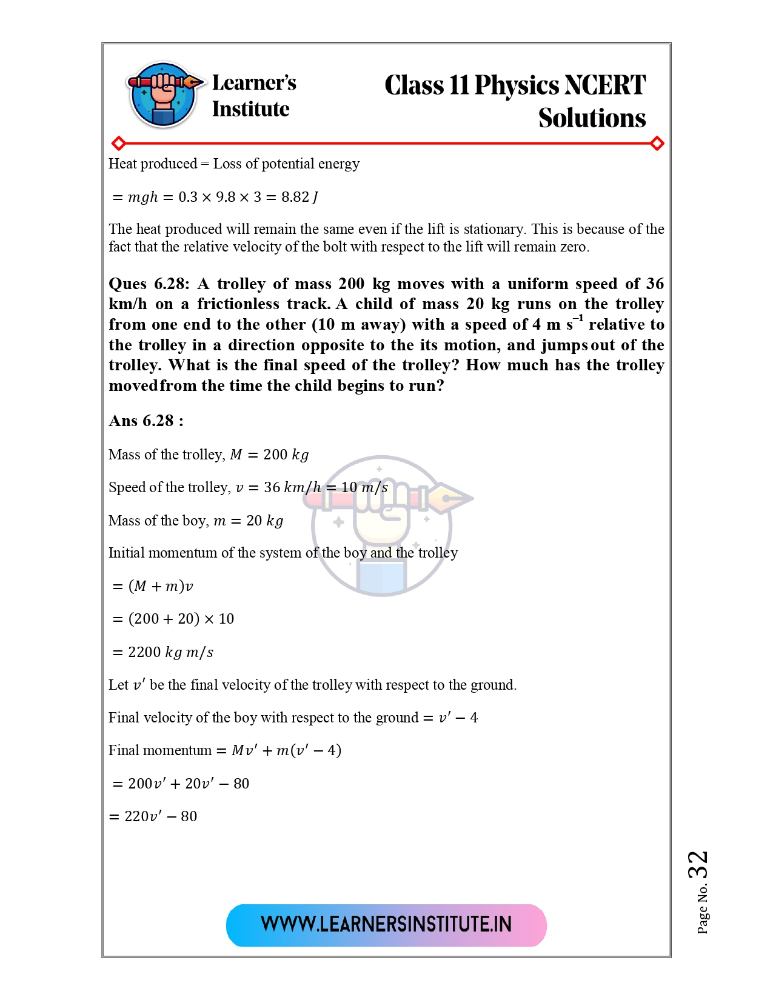 Learner's
Institute
Class 11 Physics NCERT
Solutions
Heat produced = Loss of potential energy
= mgh = 0.3 × 9.8 × 3 = 8.82 J
The heat produced will remain the same even if the lift is stationary. This is because of the
fact that the relative velocity of the bolt with respect to the lift will remain zero.
Ques 6.28: A trolley of mass 200 kg moves with a uniform speed of 36
km/h on a frictionless track. A child of mass 20 kg runs on the trolley
from one end to the other (10 m away) with a speed of 4 m s⁻¹ relative to
the trolley in a direction opposite to the its motion, and jumps out of the
trolley. What is the final speed of the trolley? How much has the trolley
moved from the time the child begins to run?
Ans 6.28 :
Mass of the trolley, M = 200 kg
Speed of the trolley, v = 36 km/h = 10 m/s
Mass of the boy, m = 20 kg
Initial momentum of the system of the boy and the trolley
= (M + m)v
= (200 + 20) × 10
= 2200 kg m/s
Let v′ be the final velocity of the trolley with respect to the ground.
Final velocity of the boy with respect to the ground = v′ − 4
Final momentum = Mv′ + m(v′ − 4)
= 200v′ + 20v′ − 80
= 220v′ − 80
Page No. 32
WWW.LEARNERSINSTITUTE.IN